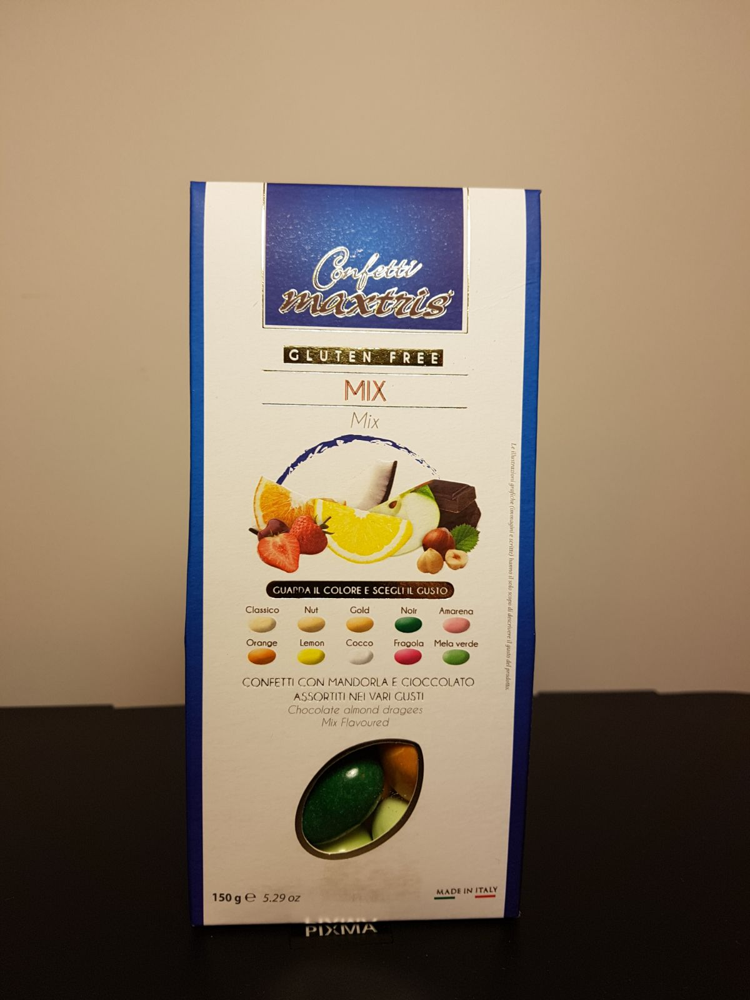 Confetti
maxtris
GLUTEN FREE
MIX
Mix
GUARDA IL COLORE E SCEGLI IL GUSTO
Classico Nut Gold Noir Amarena
Orange Lemon Cocco Fragola Mela verde
CONFETTI CON MANDORLA E CIOCCOLATO
ASSORTITI NEI VARI GUSTI
Chocolate almond dragees
Mix Flavoured
150 g e 5.29 oz
MADE IN ITALY
Le illustrazioni grafiche (immagini e scritte) hanno il solo scopo di descrivere il gusto del prodotto.
PIXMA